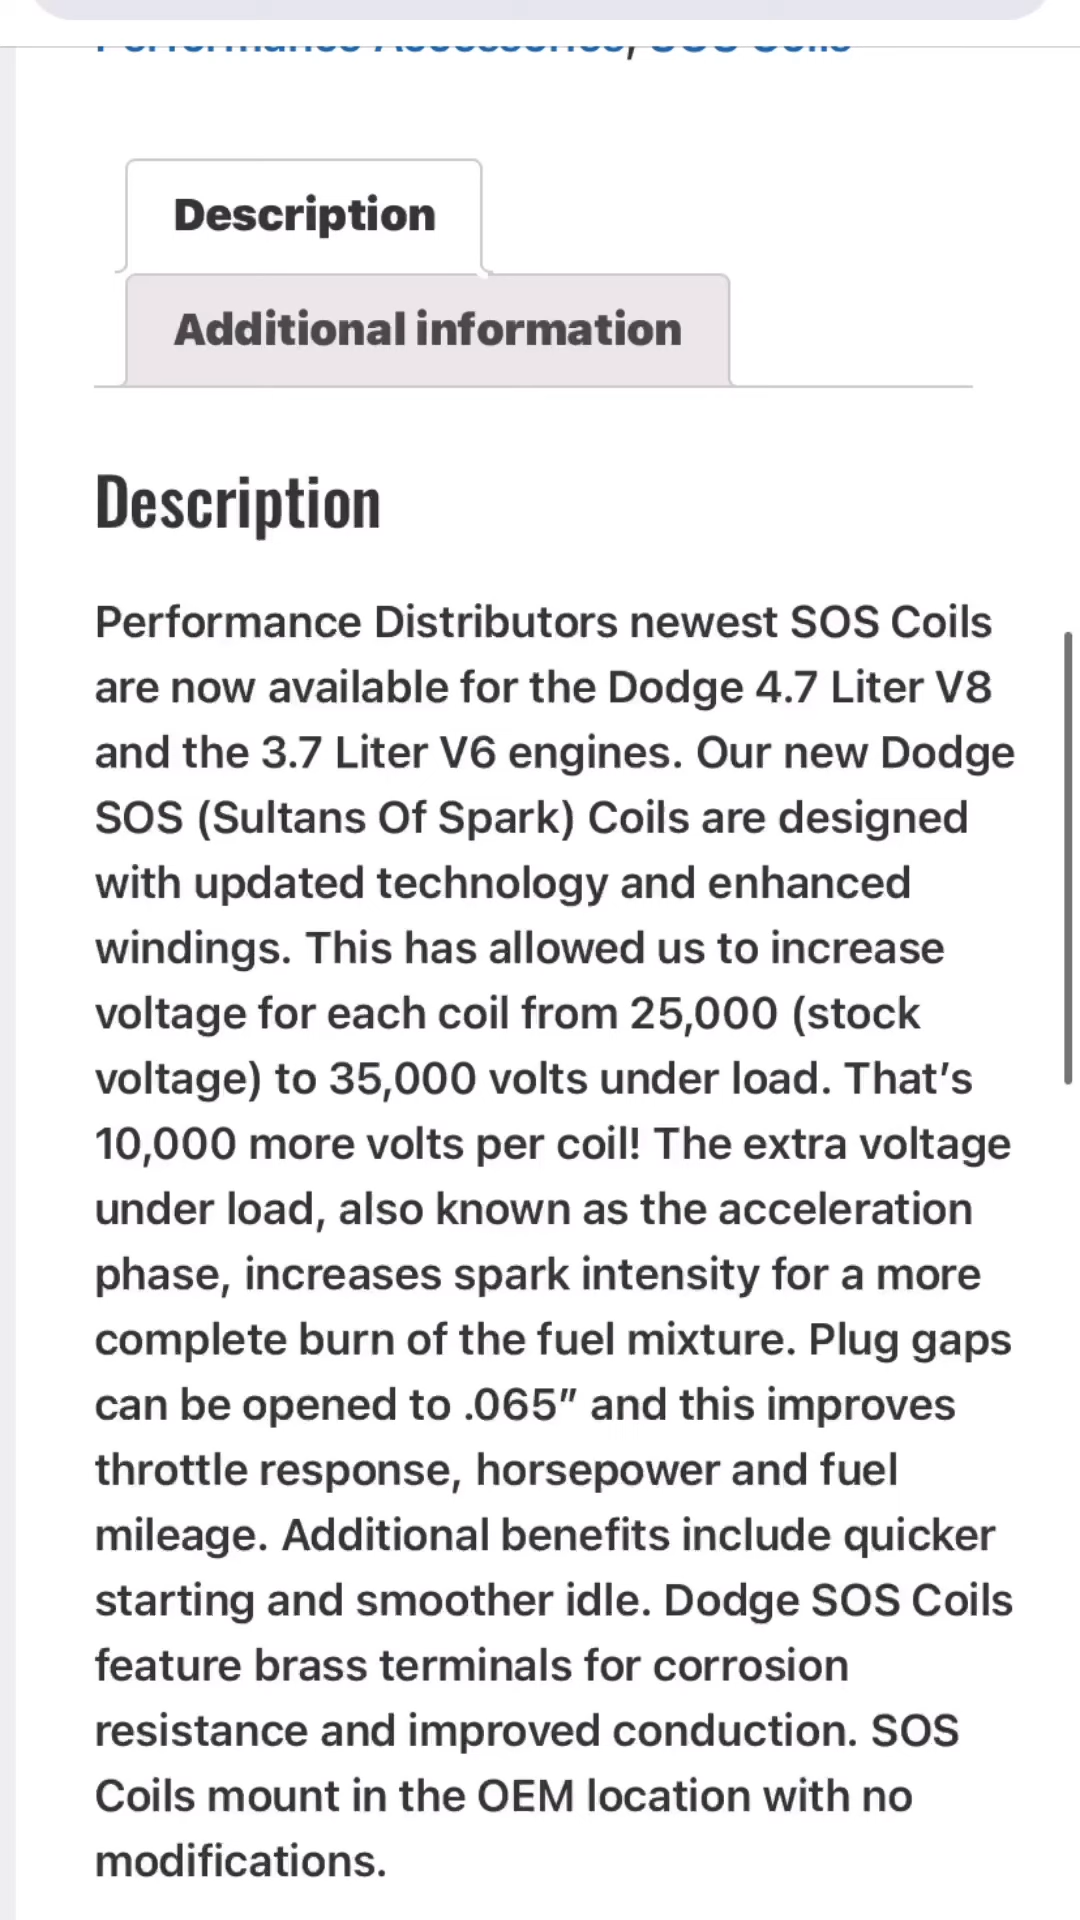 Description
Additional information
Description
Performance Distributors newest SOS Coils
are now available for the Dodge 4.7 Liter V8
and the 3.7 Liter V6 engines. Our new Dodge
SOS (Sultans Of Spark) Coils are designed
with updated technology and enhanced
windings. This has allowed us to increase
voltage for each coil from 25,000 (stock
voltage) to 35,000 volts under load. That’s
10,000 more volts per coil! The extra voltage
under load, also known as the acceleration
phase, increases spark intensity for a more
complete burn of the fuel mixture. Plug gaps
can be opened to .065” and this improves
throttle response, horsepower and fuel
mileage. Additional benefits include quicker
starting and smoother idle. Dodge SOS Coils
feature brass terminals for corrosion
resistance and improved conduction. SOS
Coils mount in the OEM location with no
modifications.